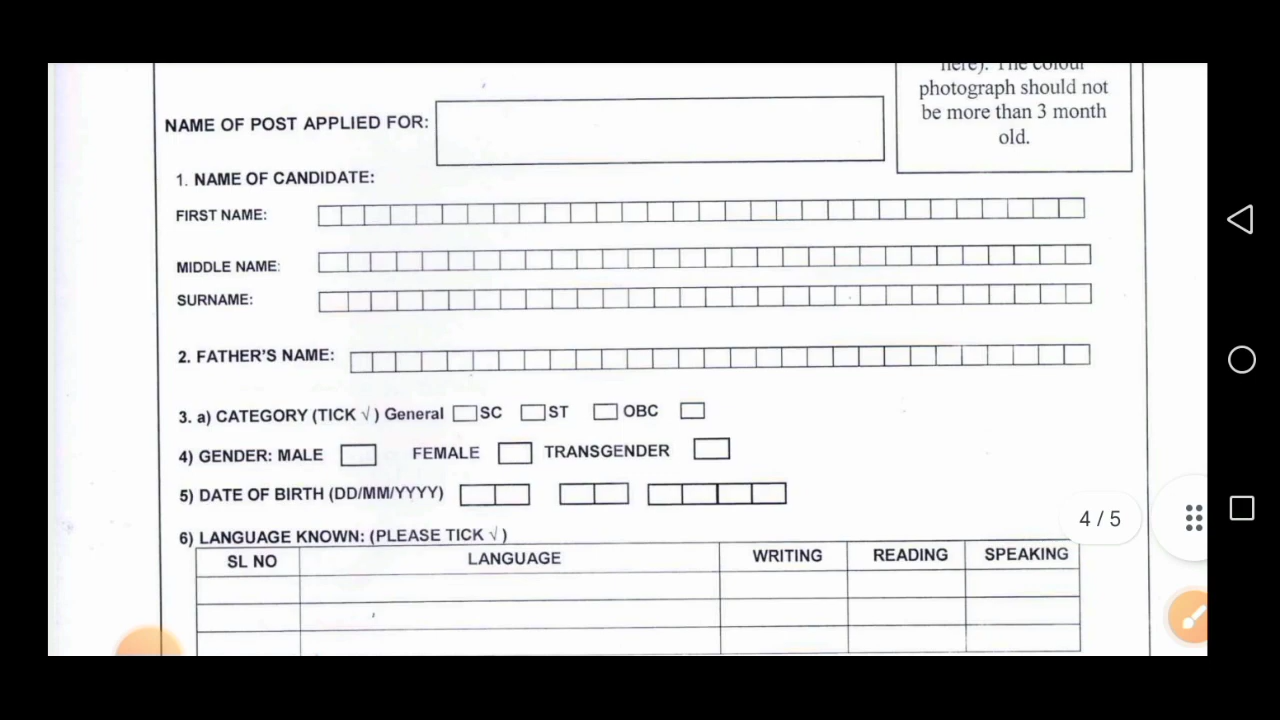 here). The colour
photograph should not
be more than 3 month
old.
NAME OF POST APPLIED FOR:
1. NAME OF CANDIDATE:
FIRST NAME:
MIDDLE NAME:
SURNAME:
2. FATHER'S NAME:
3. a) CATEGORY (TICK √ ) General SC ST OBC
4) GENDER: MALE FEMALE TRANSGENDER
5) DATE OF BIRTH (DD/MM/YYYY)
4 / 5
6) LANGUAGE KNOWN: (PLEASE TICK √ )
SL NO LANGUAGE WRITING READING SPEAKING